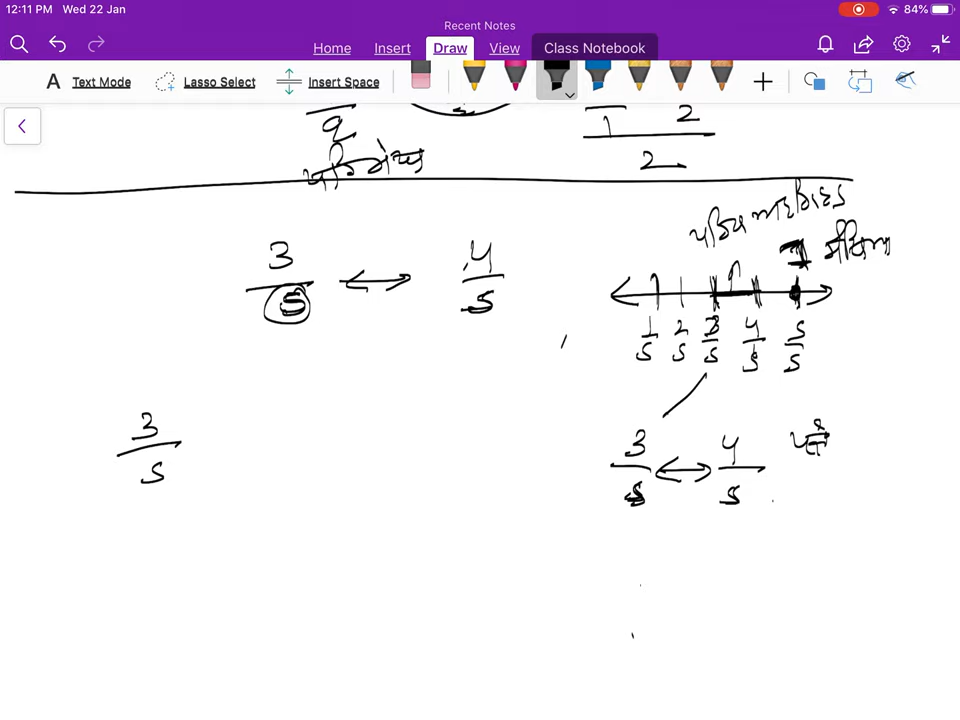 12:11 PM Wed 22 Jan
84%
Recent Notes
Home Insert Draw View Class Notebook
A Text Mode Lasso Select Insert Space
9
1 2
2
3/5 ↔ 4/5
1/5 2/5 3/5 4/5 5/5
3/5
3/5 ↔ 4/5